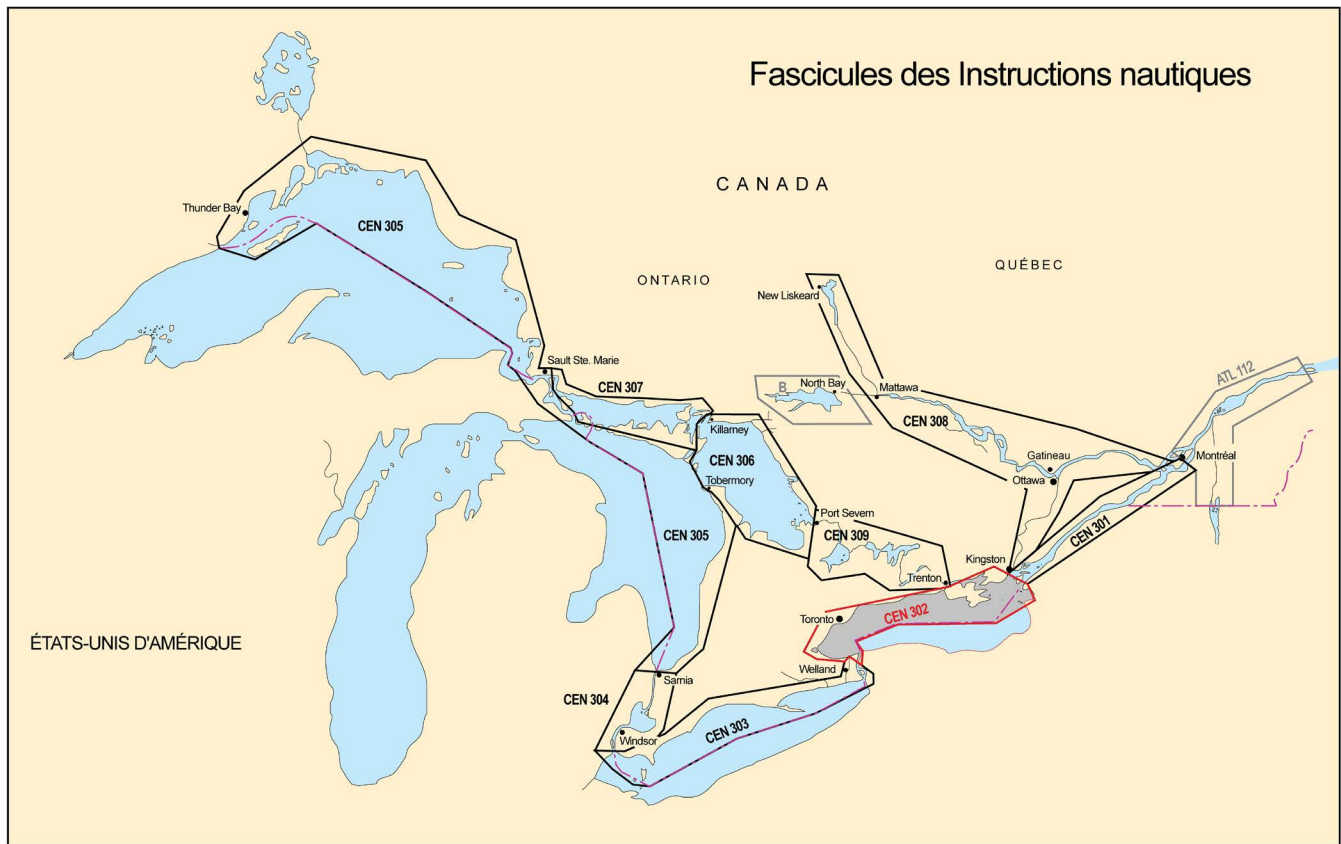 Fascicules des Instructions nautiques
CANADA
Thunder Bay
CEN 305
QUÉBEC
ONTARIO
New Liskeard
Sault Ste. Marie
CEN 307
B
North Bay
Mattawa
ATL 112
CEN 308
Killarney
CEN 306
Gatineau
Montréal
Ottawa
Tobermory
Port Severn
CEN 305
CEN 309
CEN 301
Kingston
Trenton
CEN 302
Toronto
ÉTATS-UNIS D'AMÉRIQUE
Welland
Sarnia
CEN 304
CEN 303
Windsor